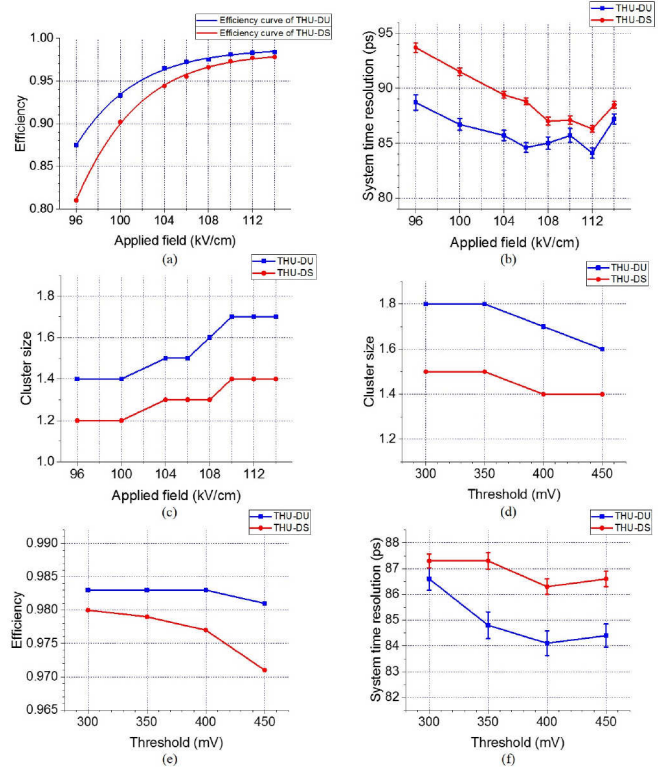 Efficiency curve of THU-DU
Efficiency curve of THU-DS
1.00
0.95
0.90
0.85
0.80
Efficiency
96 100 104 108 112
Applied field (kV/cm)
(a)
THU-DU
THU-DS
95
90
85
80
System time resolution (ps)
96 100 104 108 112
Applied field (kV/cm)
(b)
THU-DU
THU-DS
1.8
1.6
1.4
1.2
1.0
Cluster size
96 100 104 108 112
Applied field (kV/cm)
(c)
THU-DU
THU-DS
1.8
1.6
1.4
1.2
Cluster size
300 350 400 450
Threshold (mV)
(d)
THU-DU
THU-DS
0.990
0.985
0.980
0.975
0.970
0.965
Efficiency
300 350 400 450
Threshold (mV)
(e)
THU-DU
THU-DS
88
87
86
85
84
83
82
System time resolution (ps)
300 350 400 450
Threshold (mV)
(f)